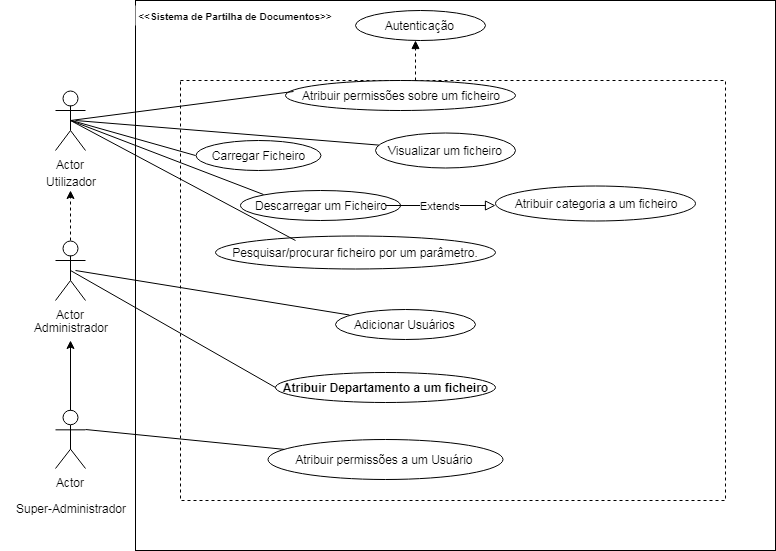 <<Sistema de Partilha de Documentos>>
Autenticação
Atribuir permissões sobre um ficheiro
Visualizar um ficheiro
Carregar Ficheiro
Actor
Utilizador
Descarregar um Ficheiro
Extends
Atribuir categoria a um ficheiro
Pesquisar/procurar ficheiro por um parâmetro.
Actor
Administrador
Adicionar Usuários
Atribuir Departamento a um ficheiro
Atribuir permissões a um Usuário
Actor
Super-Administrador